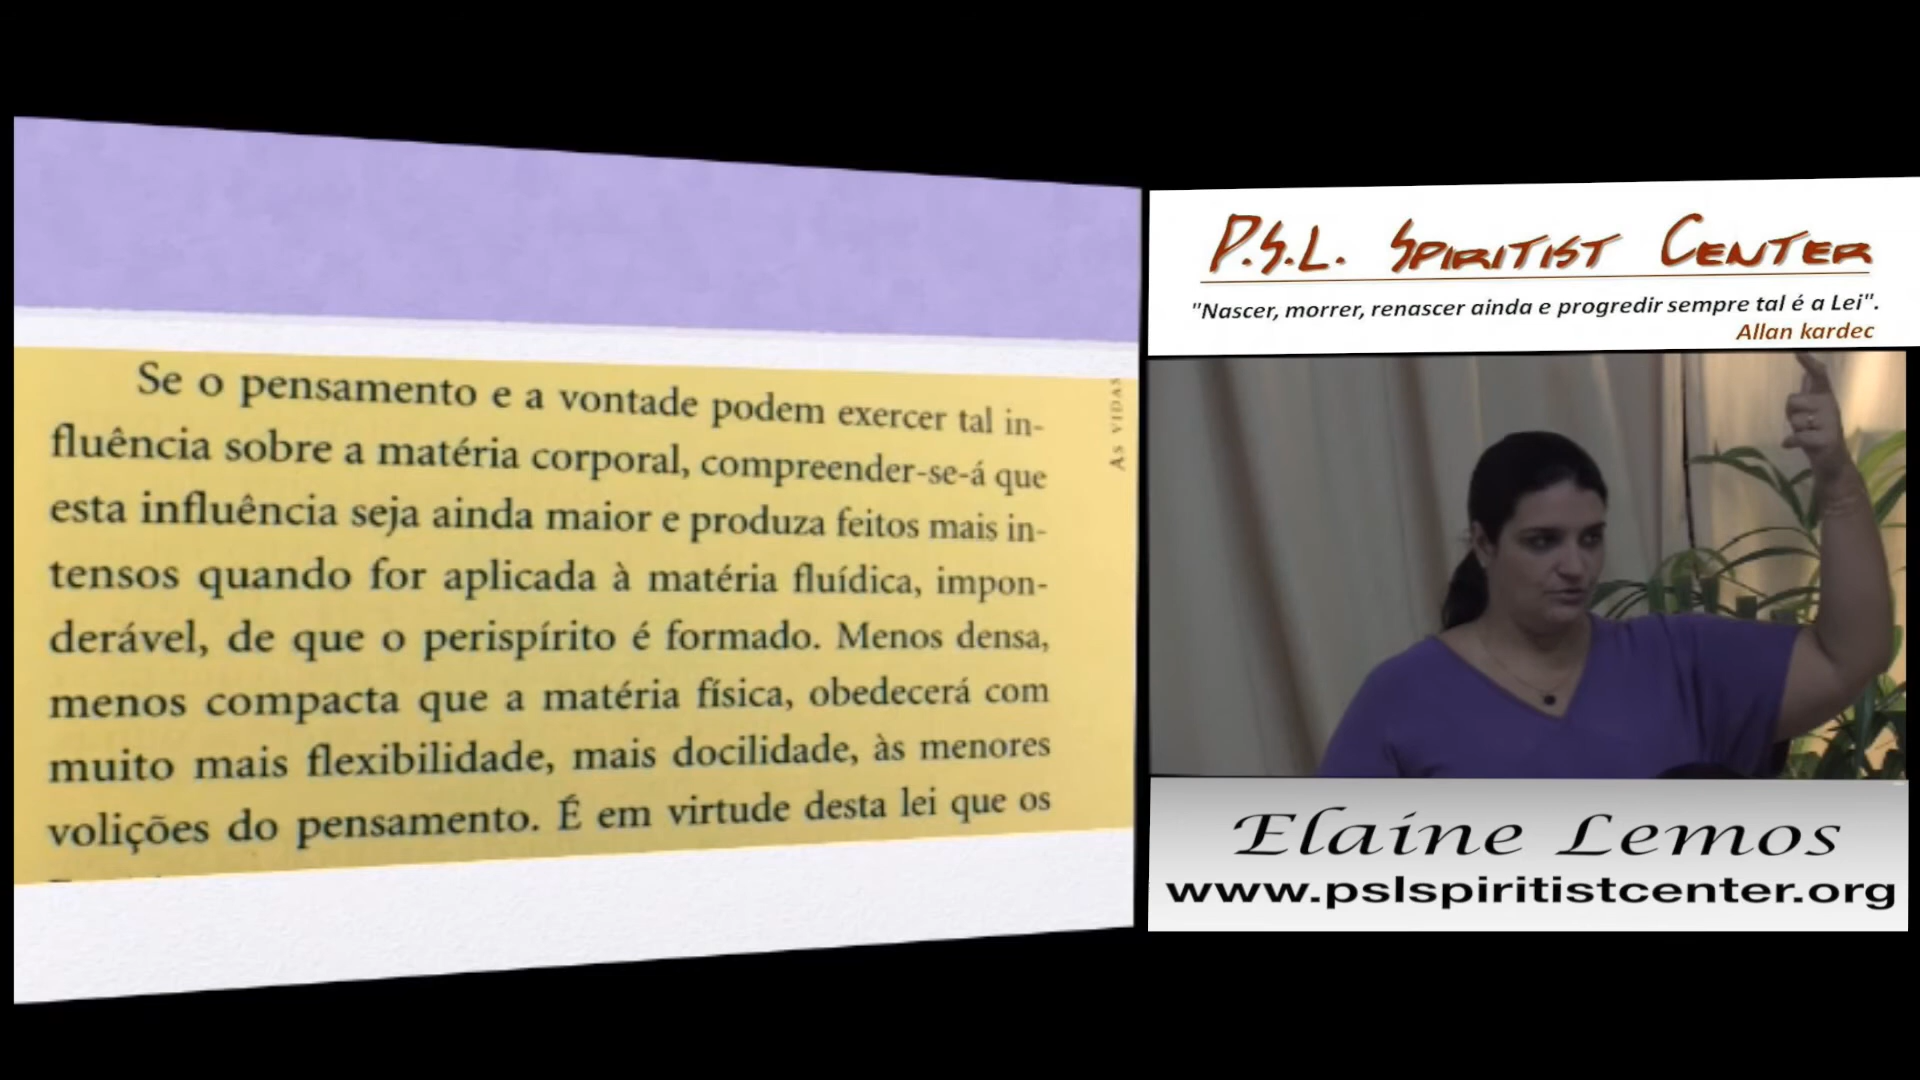 Se o pensamento e a vontade podem exercer tal in-
fluência sobre a matéria corporal, compreender-se-á que
esta influência seja ainda maior e produza feitos mais in-
tensos quando for aplicada à matéria fluídica, impon-
derável, de que o perispírito é formado. Menos densa,
menos compacta que a matéria física, obedecerá com
muito mais flexibilidade, mais docilidade, às menores
volições do pensamento. É em virtude desta lei que os
AS VIDAS
P.S.L. SPIRITIST CENTER
"Nascer, morrer, renascer ainda e progredir sempre tal é a Lei".
Allan kardec
Elaine Lemos
www.pslspiritistcenter.org